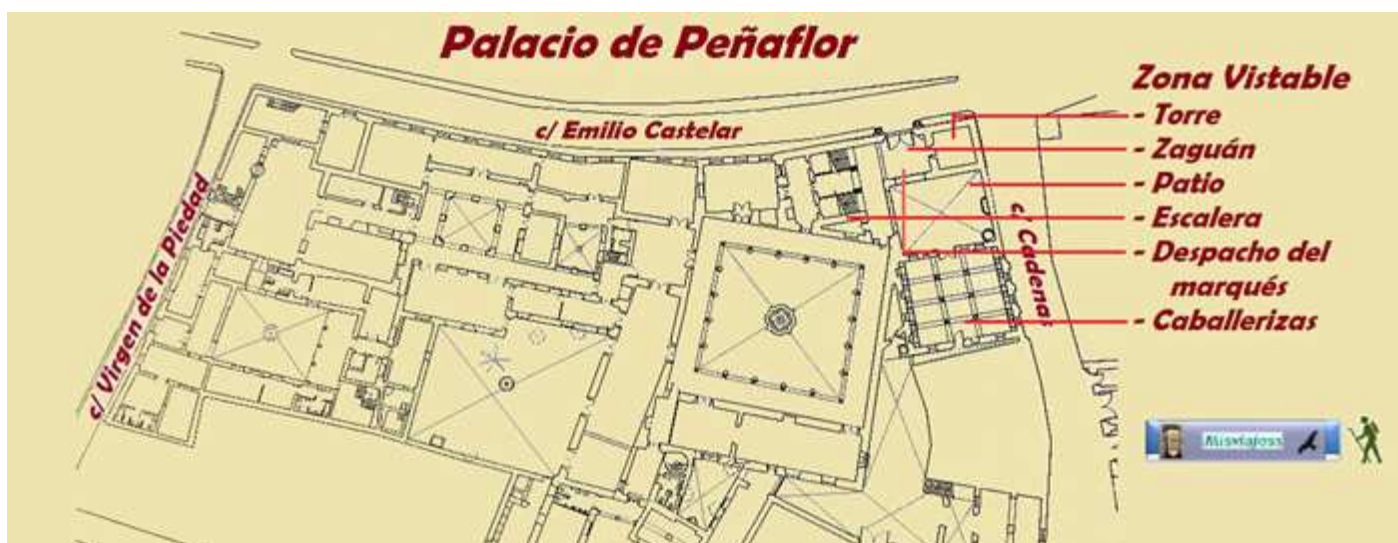 Palacio de Peñaflor
Zona Vistable
- Torre
- Zaguán
- Patio
- Escalera
- Despacho del
marqués
- Caballerizas
c/ Emilio Castelar
c/ Virgen de la Piedad
c/ Cadenas
Misviajess